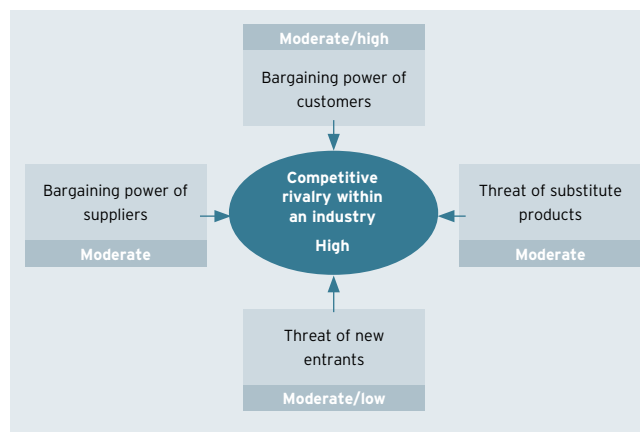 Moderate/high
Bargaining power of
customers
Bargaining power of
suppliers
Moderate
Competitive
rivalry within
an industry
High
Threat of substitute
products
Moderate
Threat of new
entrants
Moderate/low